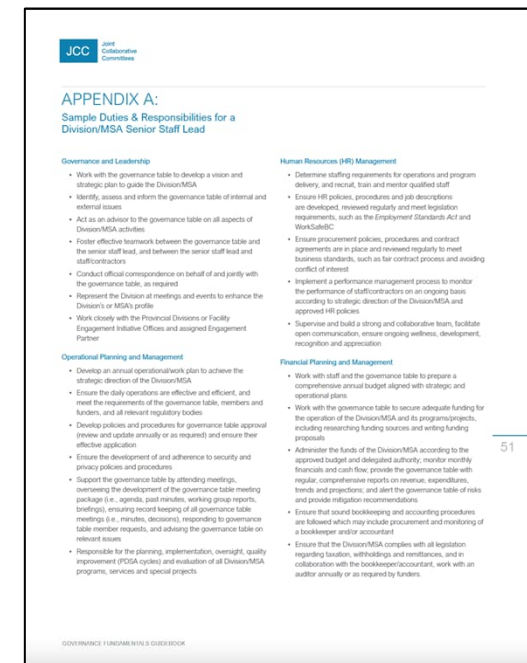 JCC
Joint
Collaborative
Committees
APPENDIX A:
Sample Duties & Responsibilities for a
Division/MSA Senior Staff Lead
Governance and Leadership
• Work with the governance table to develop a vision and
strategic plan to guide the Division/MSA
• Identify, assess and inform the governance table of internal and
external issues
• Act as an advisor to the governance table on all aspects of
Division/MSA activities
• Foster effective teamwork between the governance table and
the senior staff lead, and between the senior staff lead and
staff/contractors
• Conduct official correspondence on behalf of and jointly with
the governance table, as required
• Represent the Division at meetings and events to enhance the
Division's or MSA's profile
• Work closely with the Provincial Divisions or Facility
Engagement Initiative Offices and assigned Engagement
Partner
Operational Planning and Management
• Develop an annual operational/work plan to achieve the
strategic direction of the Division/MSA
• Ensure the daily operations are effective and efficient, and
meet the requirements of the governance table, members and
funders, and all relevant regulatory bodies
• Develop policies and procedures for governance table approval
(review and update annually or as required) and ensure their
effective application
• Ensure the development of and adherence to security and
privacy policies and procedures
• Support the governance table by attending meetings,
overseeing the development of the governance table meeting
package (i.e., agenda, past minutes, working group reports,
briefings), ensuring record keeping of all governance table
meetings (i.e., minutes, decisions), responding to governance
table member requests, and advising the governance table on
relevant issues
• Responsible for the planning, implementation, oversight, quality
improvement (PDSA cycles) and evaluation of all Division/MSA
programs, services and special projects
Human Resources (HR) Management
• Determine staffing requirements for operations and program
delivery, and recruit, train and mentor qualified staff
• Ensure HR policies, procedures and job descriptions
are developed, reviewed regularly and meet legislation
requirements, such as the Employment Standards Act and
WorkSafeBC
• Ensure procurement policies, procedures and contract
agreements are in place and reviewed regularly to meet
business standards, such as fair contract process and avoiding
conflict of interest
• Implement a performance management process to monitor
the performance of staff/contractors on an ongoing basis
according to strategic direction of the Division/MSA and
approved HR policies
• Supervise and build a strong and collaborative team, facilitate
open communication, ensure ongoing wellness, development,
recognition and appreciation
Financial Planning and Management
• Work with staff and the governance table to prepare a
comprehensive annual budget aligned with strategic and
operational plans
• Work with the governance table to secure adequate funding for
the operation of the Division/MSA and its programs/projects,
including researching funding sources and writing funding
proposals
• Administer the funds of the Division/MSA according to the
approved budget and delegated authority, monitor monthly
financials and cash flow, provide the governance table with
regular, comprehensive reports on revenue, expenditures,
trends and projections; and alert the governance table of risks
and provide mitigation recommendations
• Ensure that sound bookkeeping and accounting procedures
are followed which may include procurement and monitoring of
a bookkeeper and/or accountant
• Ensure that the Division/MSA complies with all legislation
regarding taxation, withholdings and remittances, and in
collaboration with the bookkeeper/accountant, work with an
auditor annually or as required by funders.
51
GOVERNANCE FUNDAMENTALS GUIDEBOOK